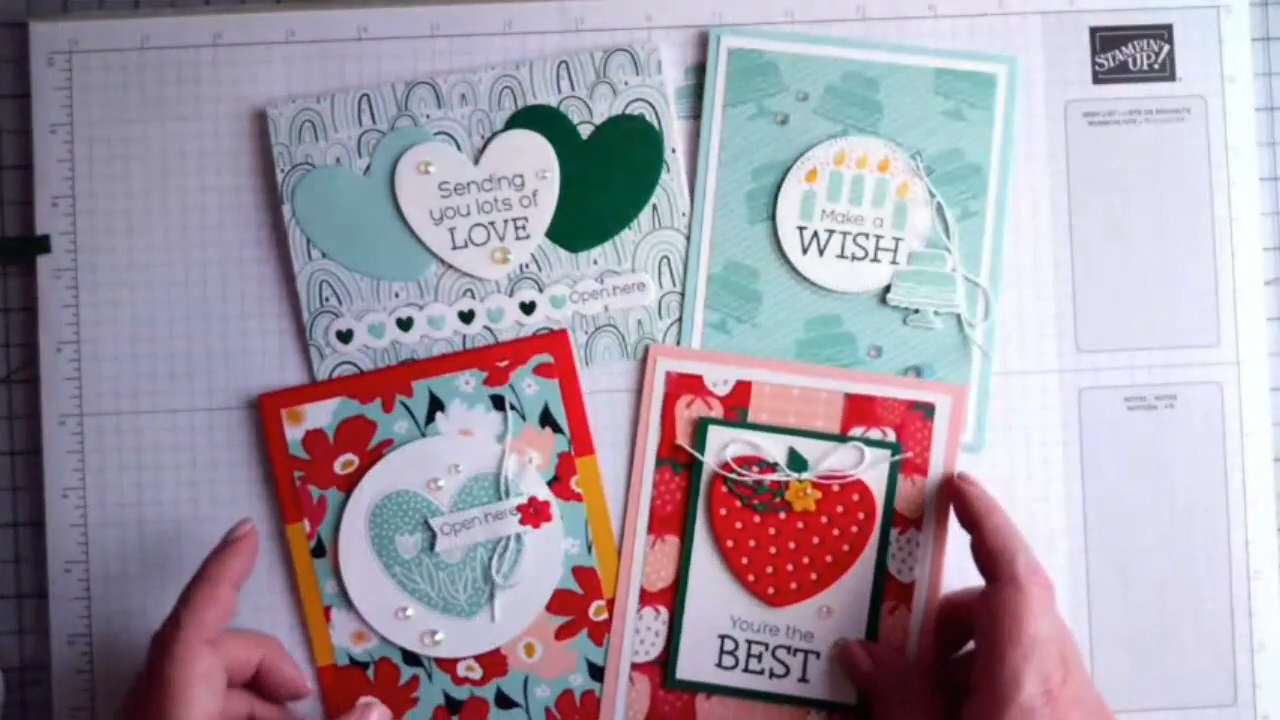 STAMPIN'
UP!
Sending
you lots of
LOVE
Open here
Make a
WISH
Open here
You're the
BEST